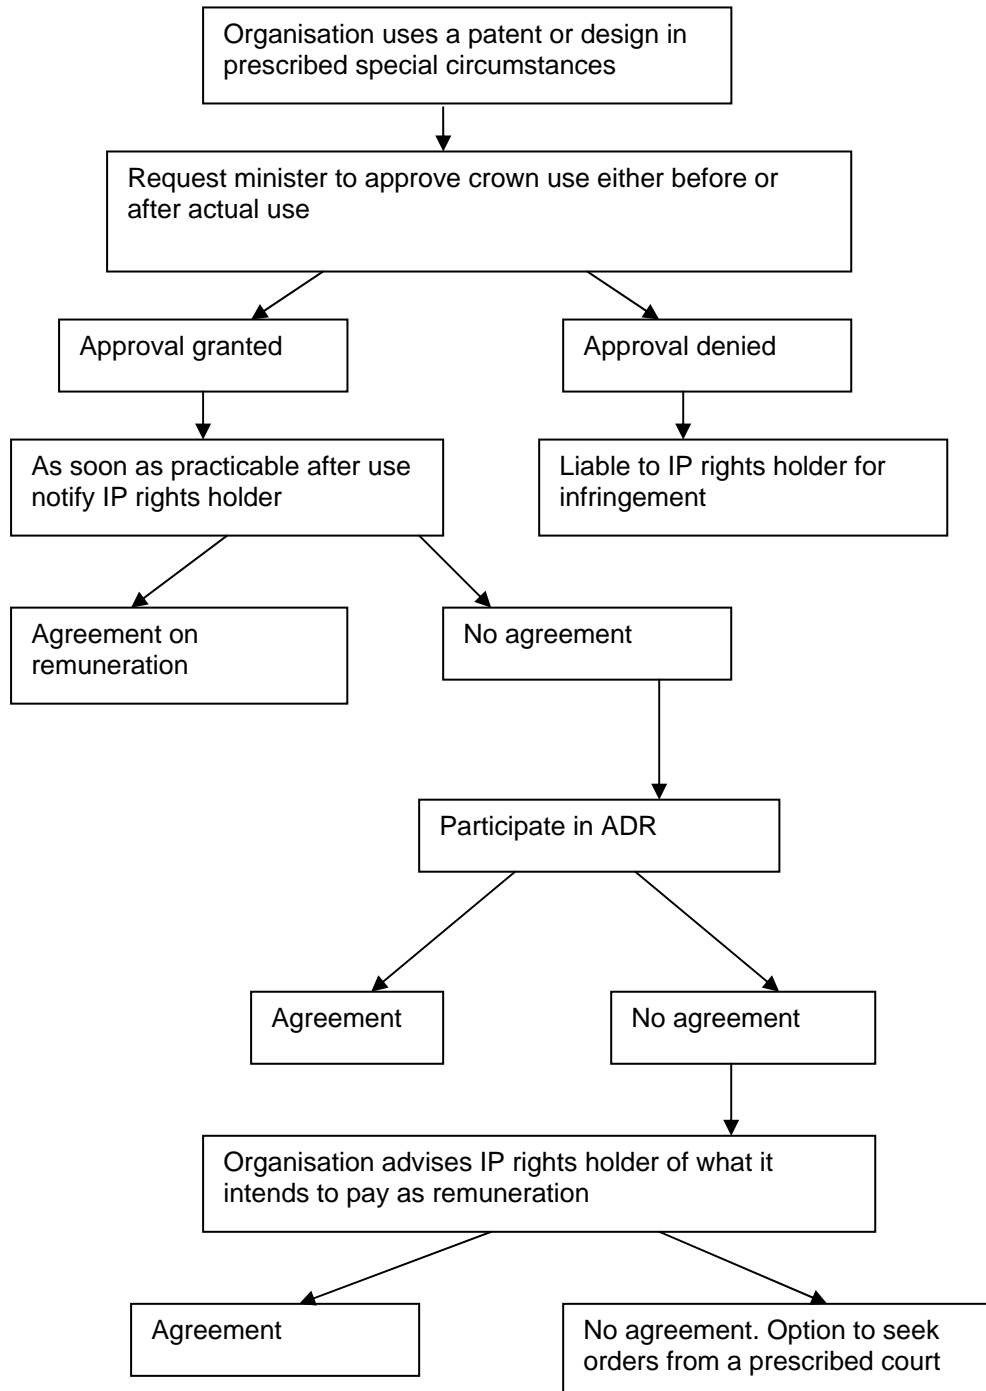 Organisation uses a patent or design in
prescribed special circumstances
Request minister to approve crown use either before or
after actual use
Approval granted
Approval denied
As soon as practicable after use
notify IP rights holder
Liable to IP rights holder for
infringement
Agreement on
remuneration
No agreement
Participate in ADR
Agreement
No agreement
Organisation advises IP rights holder of what it
intends to pay as remuneration
Agreement
No agreement. Option to seek
orders from a prescribed court